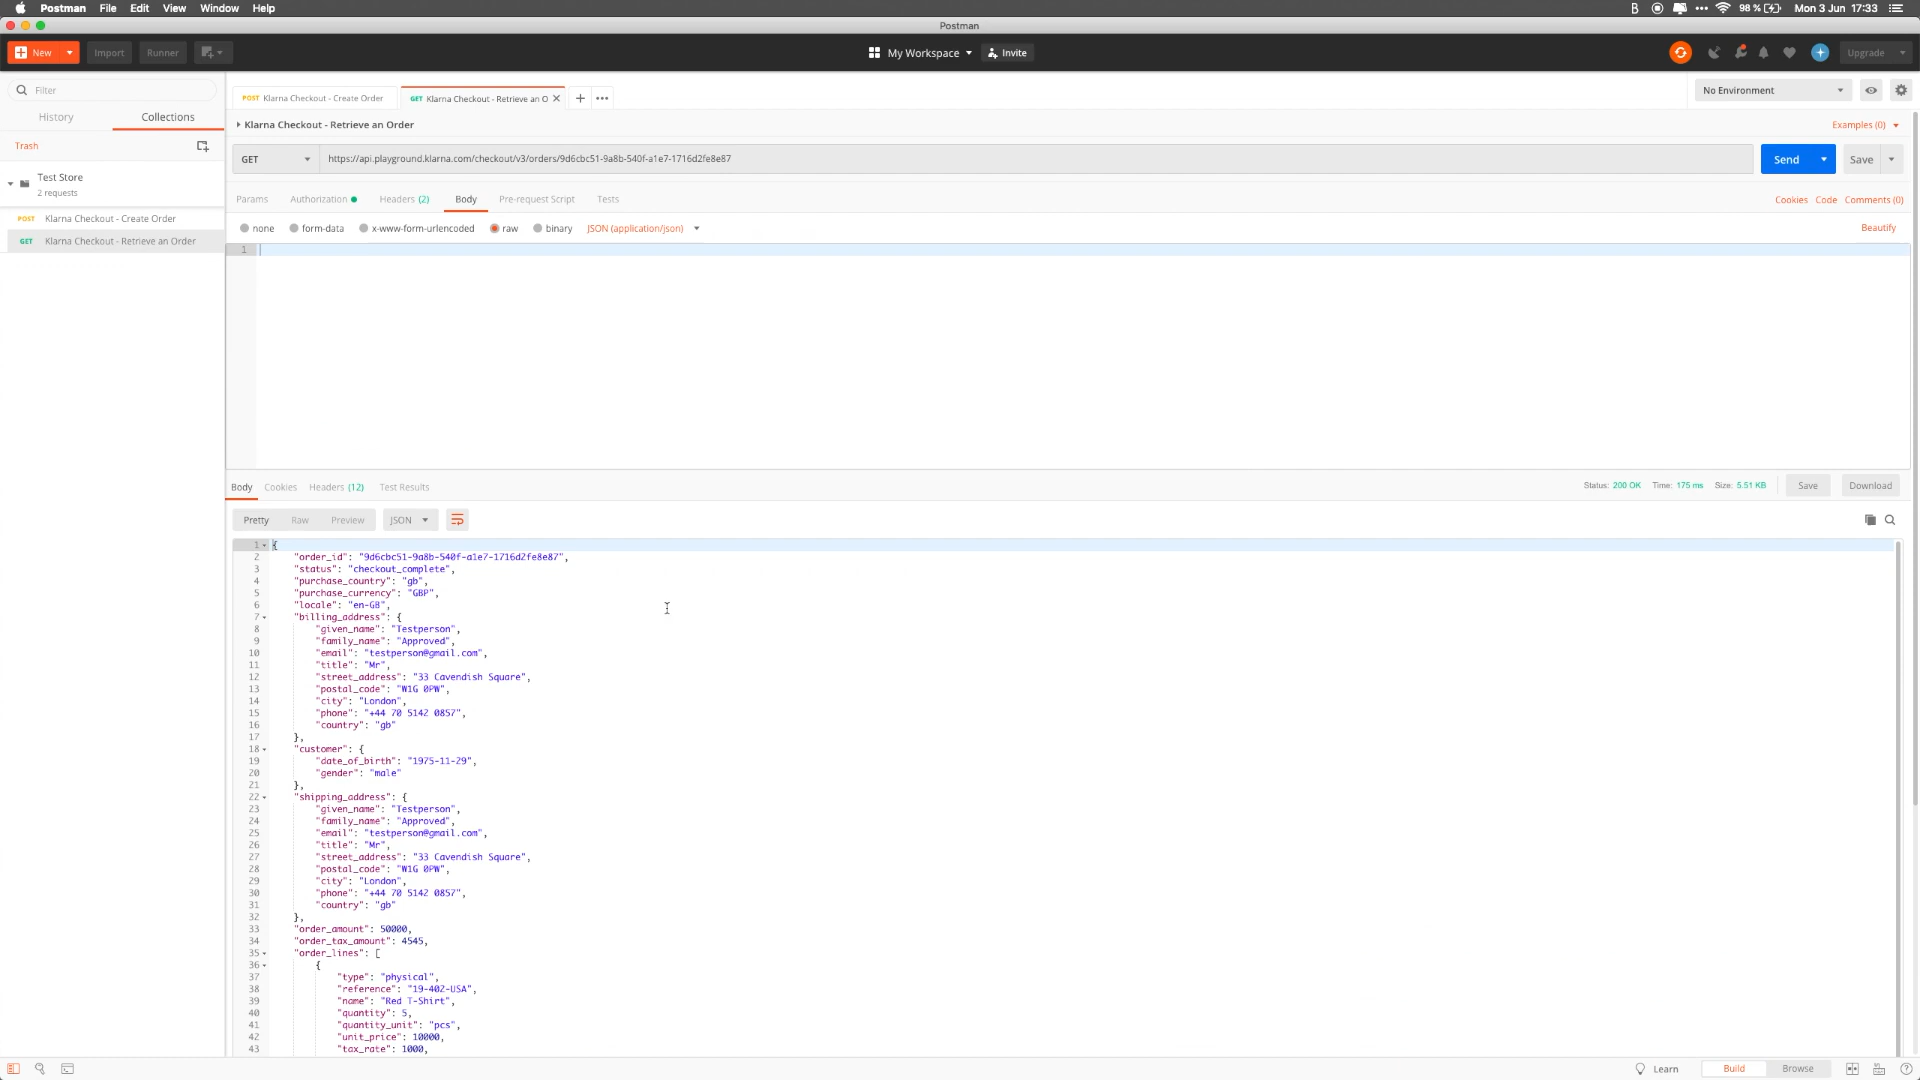 Postman File Edit View Window Help
98 % Mon 3 Jun 17:33
Postman
New Import Runner
My Workspace Invite
Upgrade
Filter
History Collections
Trash
Test Store
2 requests
POST Klarna Checkout - Create Order
GET Klarna Checkout - Retrieve an Order
POST Klarna Checkout - Create Order
GET Klarna Checkout - Retrieve an O
No Environment
Klarna Checkout - Retrieve an Order
Examples (0)
GET https://api.playground.klarna.com/checkout/v3/orders/9d6cbc51-9a8b-540f-a1e7-1716d2fe8e87
Send Save
Params Authorization Headers (2) Body Pre-request Script Tests
Cookies Code Comments (0)
none form-data x-www-form-urlencoded raw binary JSON (application/json)
Beautify
1
Body Cookies Headers (12) Test Results
Status: 200 OK Time: 175 ms Size: 5.51 KB Save Download
Pretty Raw Preview JSON
1 {
2 "order_id": "9d6cbc51-9a8b-540f-a1e7-1716d2fe8e87",
3 "status": "checkout_complete",
4 "purchase_country": "gb",
5 "purchase_currency": "GBP",
6 "locale": "en-GB",
7 "billing_address": {
8 "given_name": "Testperson",
9 "family_name": "Approved",
10 "email": "testperson@gmail.com",
11 "title": "Mr",
12 "street_address": "33 Cavendish Square",
13 "postal_code": "W1G 0PW",
14 "city": "London",
15 "phone": "+44 70 5142 0857",
16 "country": "gb"
17 },
18 "customer": {
19 "date_of_birth": "1975-11-29",
20 "gender": "male"
21 },
22 "shipping_address": {
23 "given_name": "Testperson",
24 "family_name": "Approved",
25 "email": "testperson@gmail.com",
26 "title": "Mr",
27 "street_address": "33 Cavendish Square",
28 "postal_code": "W1G 0PW",
29 "city": "London",
30 "phone": "+44 70 5142 0857",
31 "country": "gb"
32 },
33 "order_amount": 50000,
34 "order_tax_amount": 4545,
35 "order_lines": [
36 {
37 "type": "physical",
38 "reference": "19-402-USA",
39 "name": "Red T-Shirt",
40 "quantity": 5,
41 "quantity_unit": "pcs",
42 "unit_price": 10000,
43 "tax_rate": 1000,
Learn Build Browse